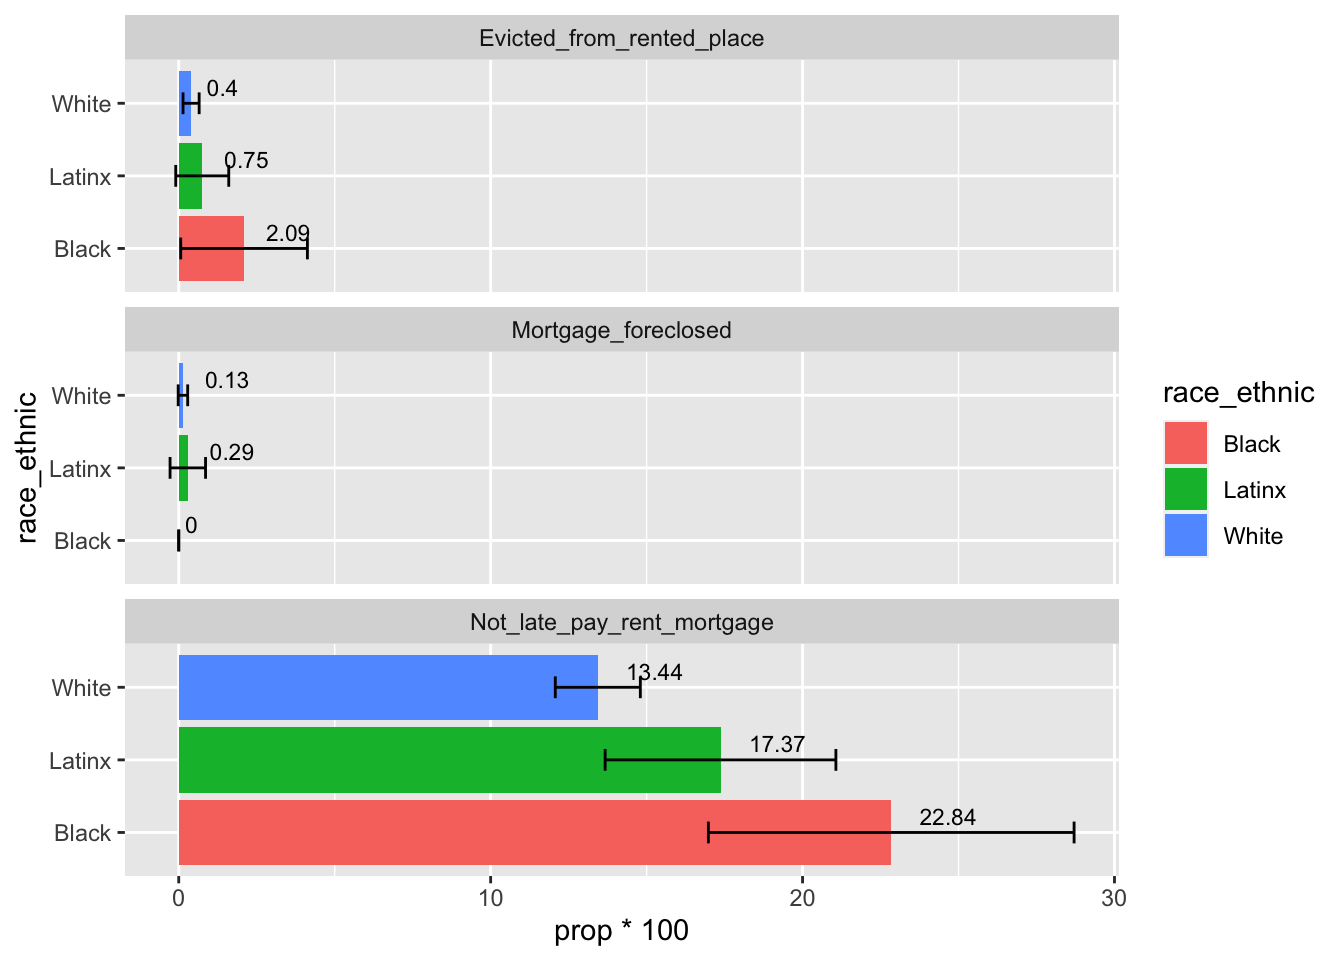 Evicted_from_rented_place
White
0.4
Latinx
0.75
Black
2.09
Mortgage_foreclosed
White
0.13
Latinx
0.29
Black
0
Not_late_pay_rent_mortgage
White
13.44
Latinx
17.37
Black
22.84
0 10 20 30
prop * 100
race_ethnic
race_ethnic
Black
Latinx
White